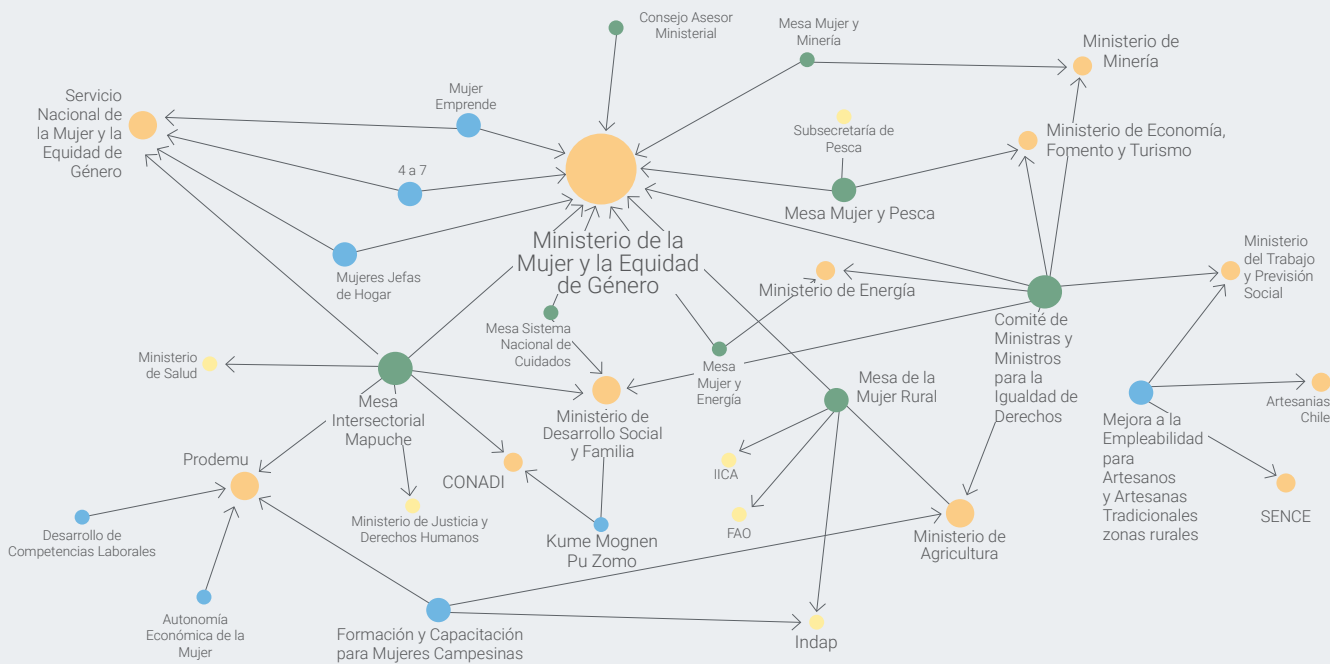 Consejo Asesor
Ministerial
Mesa Mujer y
Minería
Ministerio de
Minería
Servicio
Nacional de
la Mujer y la
Equidad de
Género
Mujer
Emprende
Subsecretaría de
Pesca
Ministerio de Economía,
Fomento y Turismo
4 a 7
Mesa Mujer y Pesca
Ministerio de la
Mujer y la Equidad
de Género
Mujeres Jefas
de Hogar
Ministerio de Energía
Ministerio
del Trabajo
y Previsión
Social
Mesa Sistema
Nacional de
Cuidados
Comité de
Ministras y
Ministros
para la
Igualdad de
Derechos
Ministerio
de Salud
Mesa
Mujer y
Energía
Mesa de la
Mujer Rural
Mesa
Intersectorial
Mapuche
Ministerio de
Desarrollo Social
y Familia
Artesanias
Chile
Mejora a la
Empleabilidad
para
Artesanos
y Artesanas
Tradicionales
zonas rurales
Prodemu
CONADI
IICA
Ministerio de Justicia y
Derechos Humanos
FAO
SENCE
Desarrollo de
Competencias Laborales
Kume Mognen
Pu Zomo
Ministerio de
Agricultura
Autonomía
Económica de la
Mujer
Formación y Capacitación
para Mujeres Campesinas
Indap